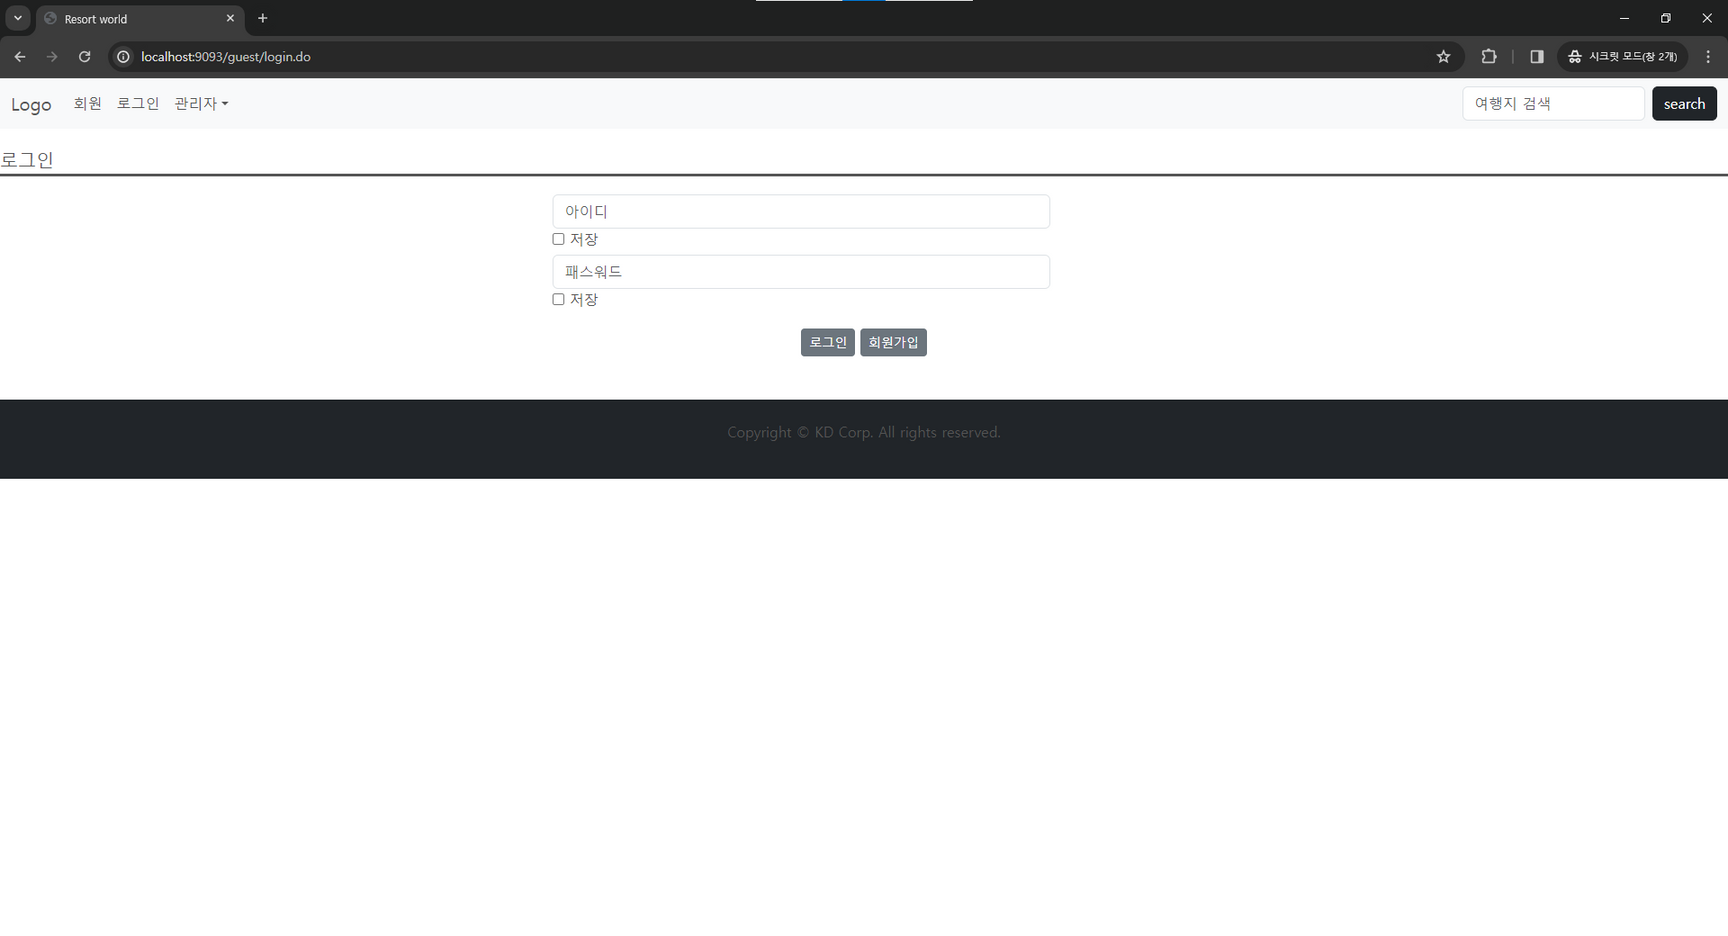 Resort world
localhost:9093/guest/login.do
시크릿 모드(창 2개)
Logo 회원 로그인 관리자
여행지 검색 search
로그인
아이디
저장
패스워드
저장
로그인 회원가입
Copyright © KD Corp. All rights reserved.